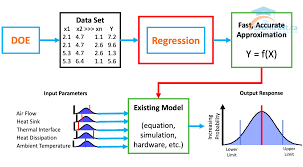 DOE
Data Set
x1 x2 >>> xn Y
2.1 4.7 1.1 7.2
2.1 4.7 2.6 9.6
5.3 4.7 2.6 1.3
5.3 6.4 1.1 5.6
Regression
Fast, Accurate
Approximation
Y = f(X)
Input Parameters
Air Flow
Heat Sink
Thermal Interface
Heat Dissipation
Ambient Temperature
Existing Model
(equation,
simulation,
hardware, etc.)
Output Response
Increasing
Probability
Lower
Limit
Upper
Limit